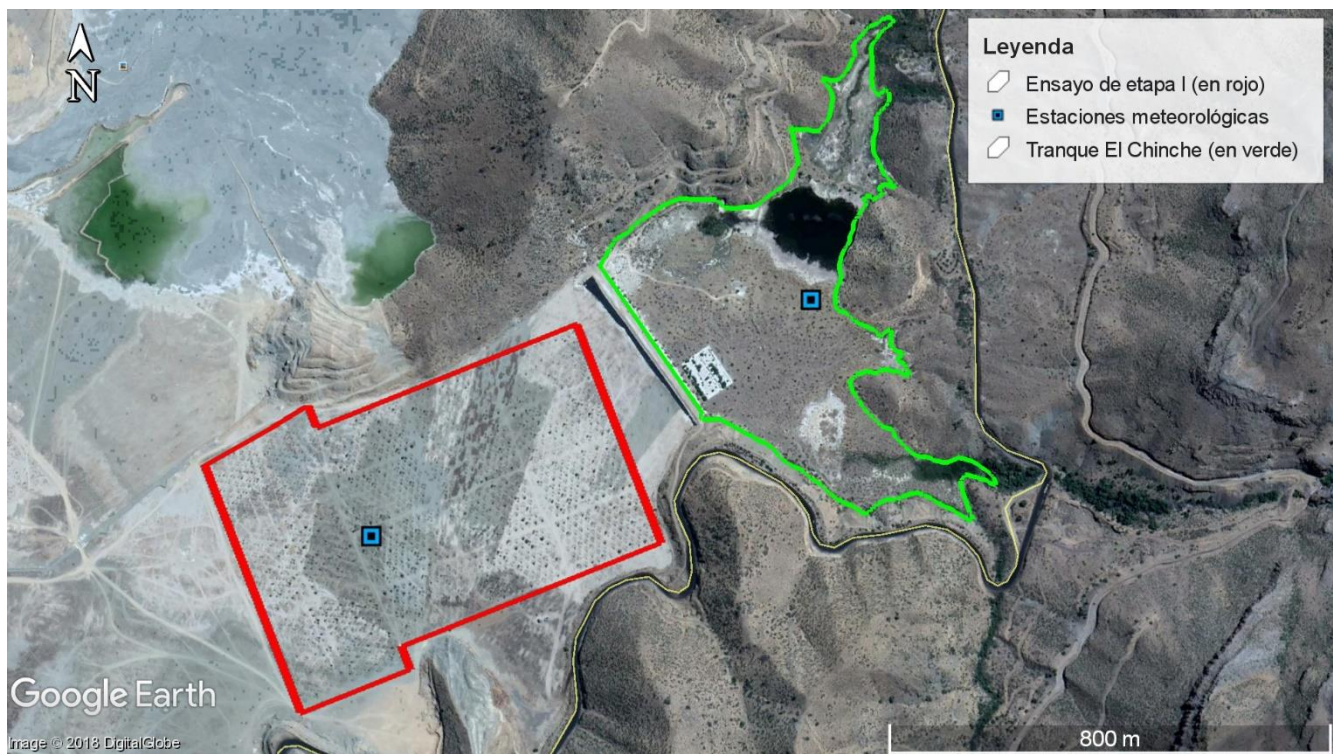 N
Leyenda
Ensayo de etapa I (en rojo)
Estaciones meteorológicas
Tranque El Chinche (en verde)
Google Earth
Image © 2018 DigitalGlobe
800 m